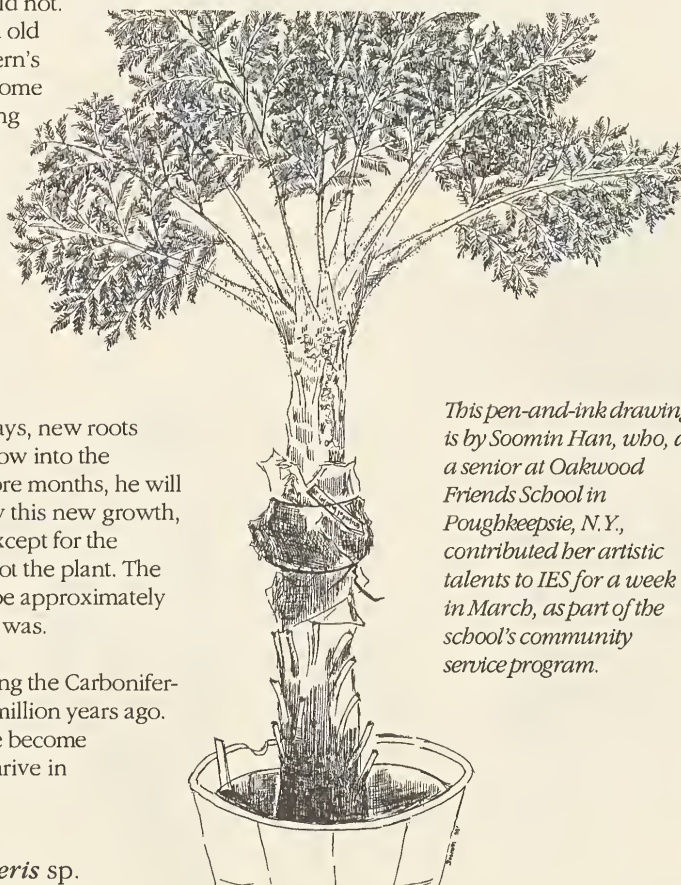 ld not.
old
ern's
ome
ng
ays, new roots
ow into the
ore months, he will
y this new growth,
xcept for the
ot the plant. The
be approximately
was.
ng the Carbonifer-
million years ago.
e become
rive in
eris sp.
This pen-and-ink drawing
is by Soomin Han, who, a
a senior at Oakwood
Friends School in
Poughkeepsie, N.Y.,
contributed her artistic
talents to IES for a week
in March, as part of the
school's community
service program.